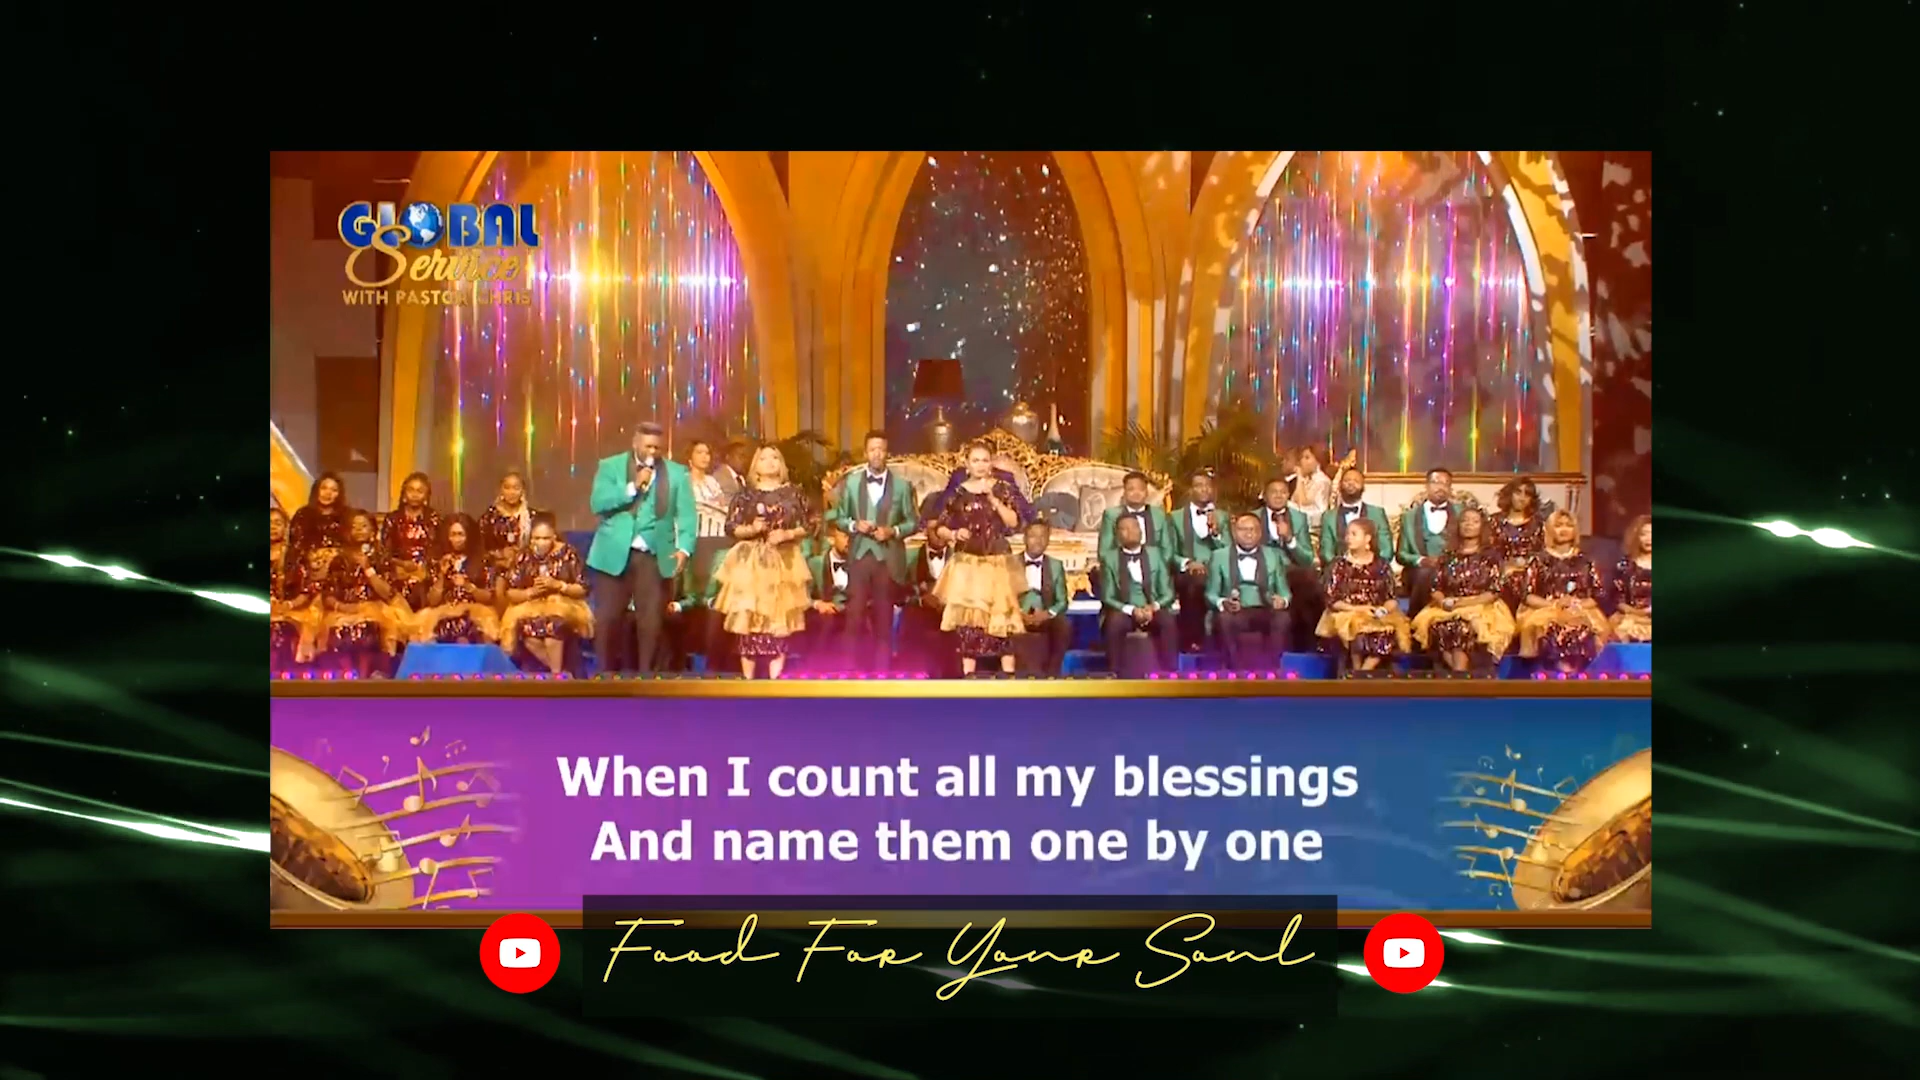 GLOBAL
Service
WITH PASTOR CHRIS
When I count all my blessings
And name them one by one
Food For Your Soul